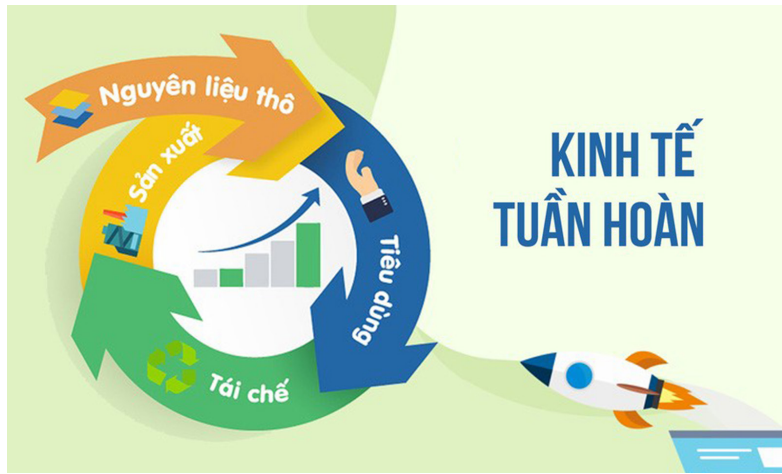 Nguyên liệu thô
Sản xuất
Tiêu dùng
Tái chế
KINH TẾ
TUẦN HOÀN